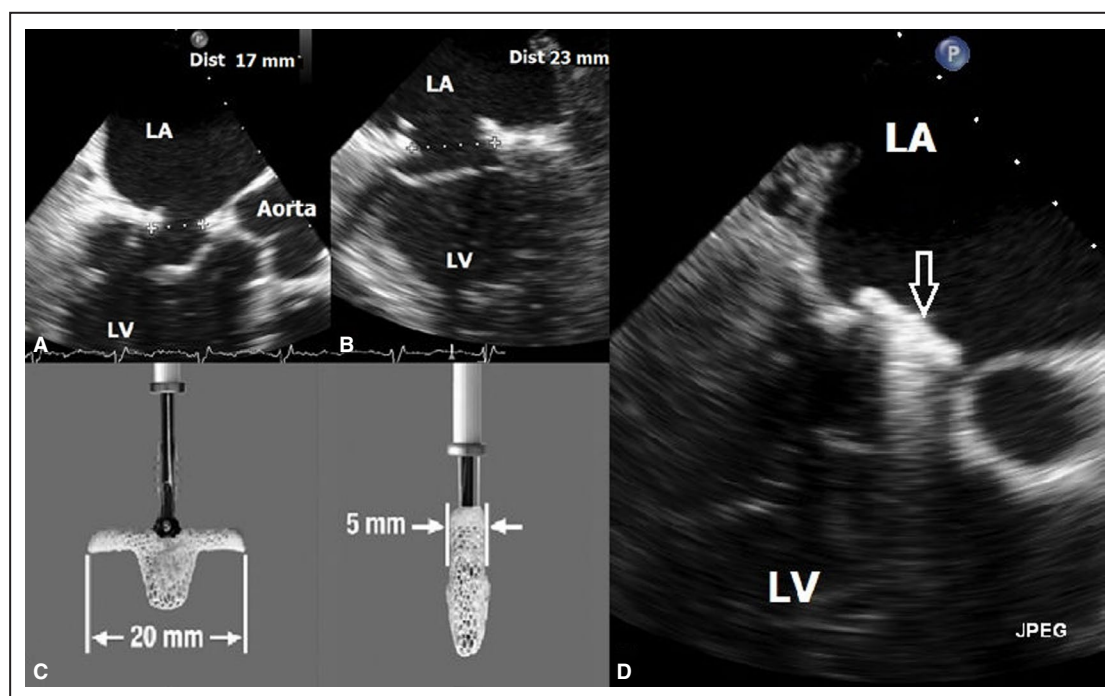 P
Dist 17 mm
LA
Aorta
LV
A
Dist 23 mm
LA
LV
B
20 mm
5 mm
C
P
LA
LV
JPEG
D